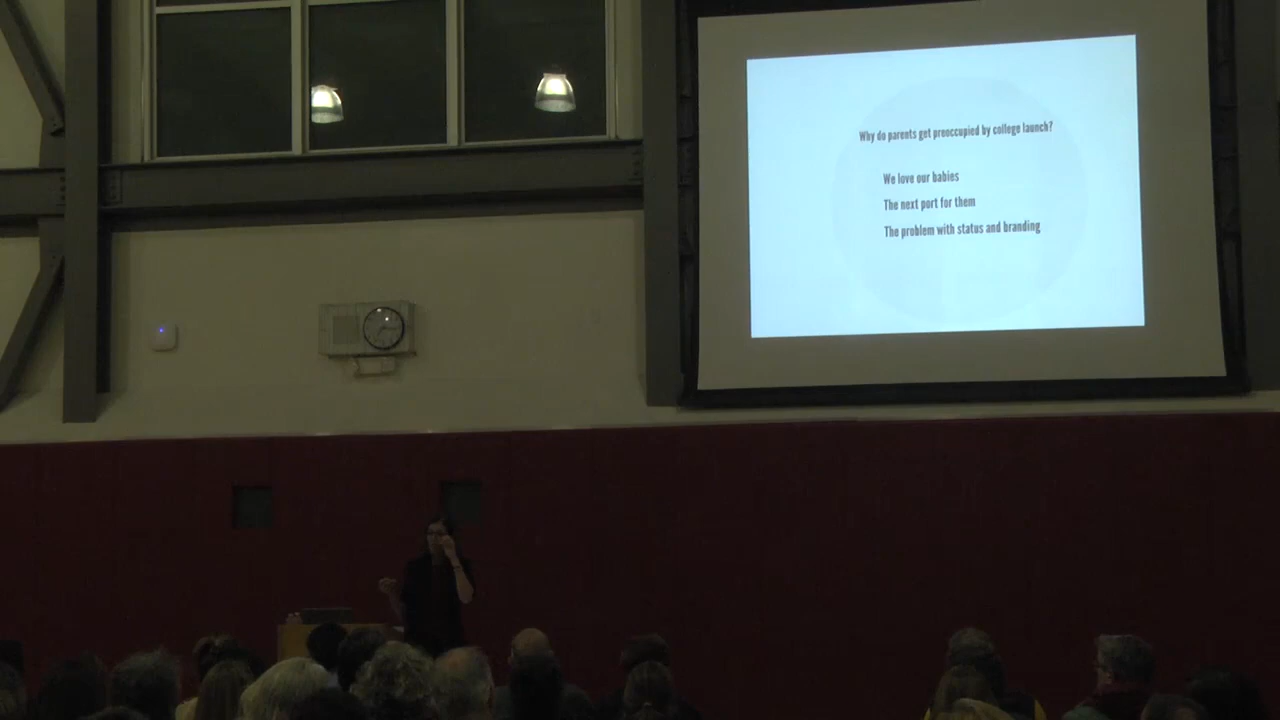 Why do parents get preoccupied by college launch?
We love our babies
The next port for them
The problem with status and branding